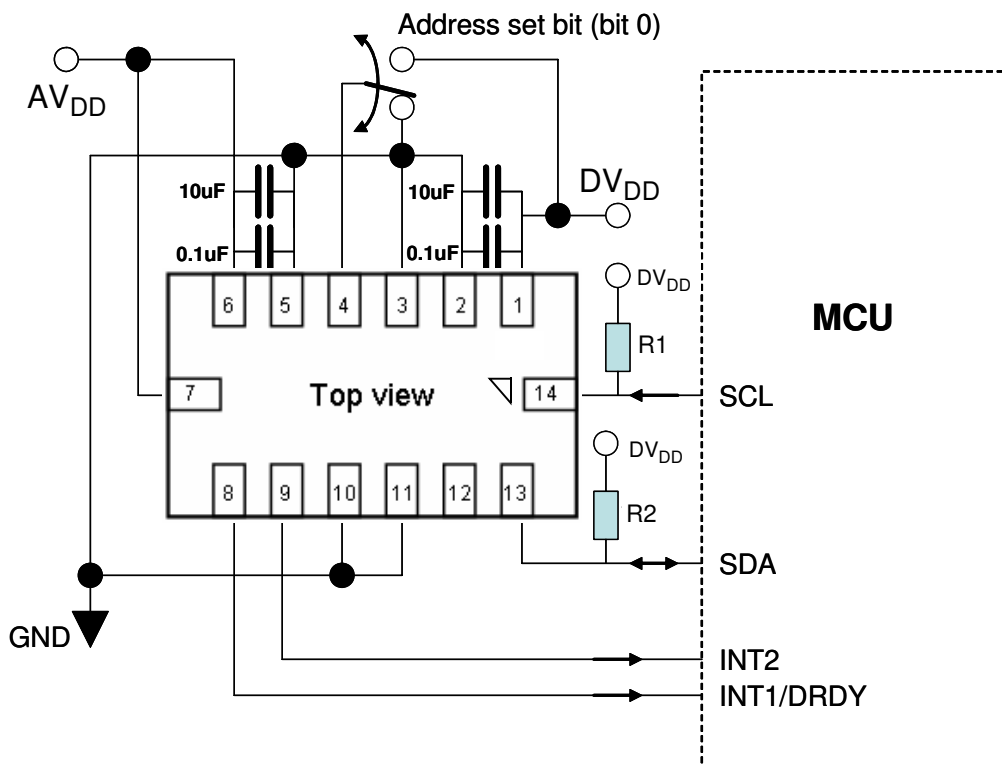 Address set bit (bit 0)
AVDD
10uF
10uF
DVDD
0.1uF
0.1uF
DVDD
6
5
4
3
2
1
MCU
R1
7
Top view
14
SCL
DVDD
8
9
10
11
12
13
R2
SDA
GND
INT2
INT1/DRDY